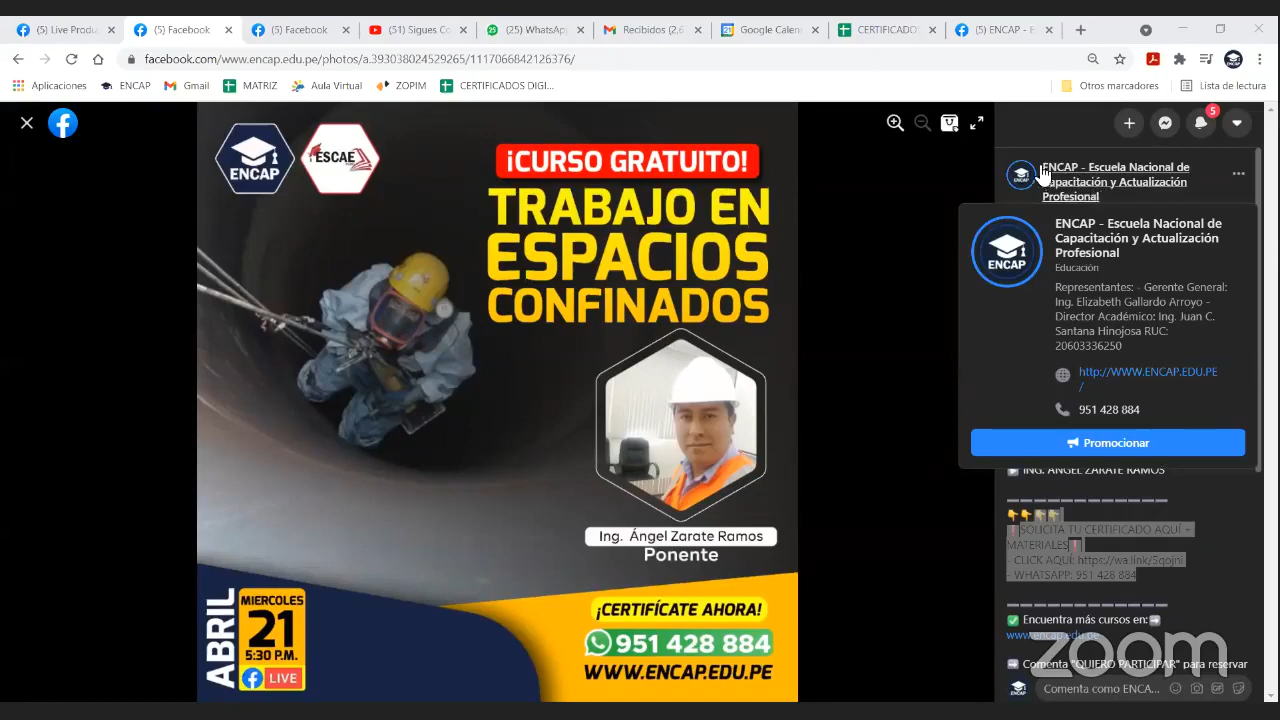 (5) Live Produ
(5) Facebook
(5) Facebook
(51) Sigues Co
(25) WhatsApp
Recibidos (2,6
Google Calen
CERTIFICADO
(5) ENCAP - E
facebook.com/www.encap.edu.pe/photos/a.393038024529265/1117066882126376/
Aplicaciones
ENCAP
Gmail
MATRIZ
Aula Virtual
ZOPIM
CERTIFICADOS DIGI...
Otros marcadores
Lista de lectura
ENCAP
ESCAE
¡CURSO GRATUITO!
TRABAJO EN
ESPACIOS
CONFINADOS
Ing. Ángel Zarate Ramos
Ponente
ABRIL
MIERCOLES
21
5:30 P.M.
LIVE
¡CERTIFÍCATE AHORA!
951 428 884
WWW.ENCAP.EDU.PE
5
ENCAP - Escuela Nacional de
Capacitación y Actualización
Profesional
ENCAP
ENCAP - Escuela Nacional de
Capacitación y Actualización
Profesional
Educación
Representantes: - Gerente General:
Ing. Elizabeth Gallardo Arroyo -
Director Académico: Ing. Juan C.
Santana Hinojosa RUC:
20603336250
http://WWW.ENCAP.EDU.PE
/
951 428 884
Promocionar
ING. ANGEL ZARATE RAMOS
SOLICITA TU CERTIFICADO AQUÍ +
MATERIALES
- CLICK AQUÍ: https://wa.link/5qojni
- WHATSAPP: 951 428 884
Encuentra más cursos en:
www.encap.edu.pe
zoom
Comenta "QUIERO PARTICIPAR" para reservar
Comenta como ENCA...